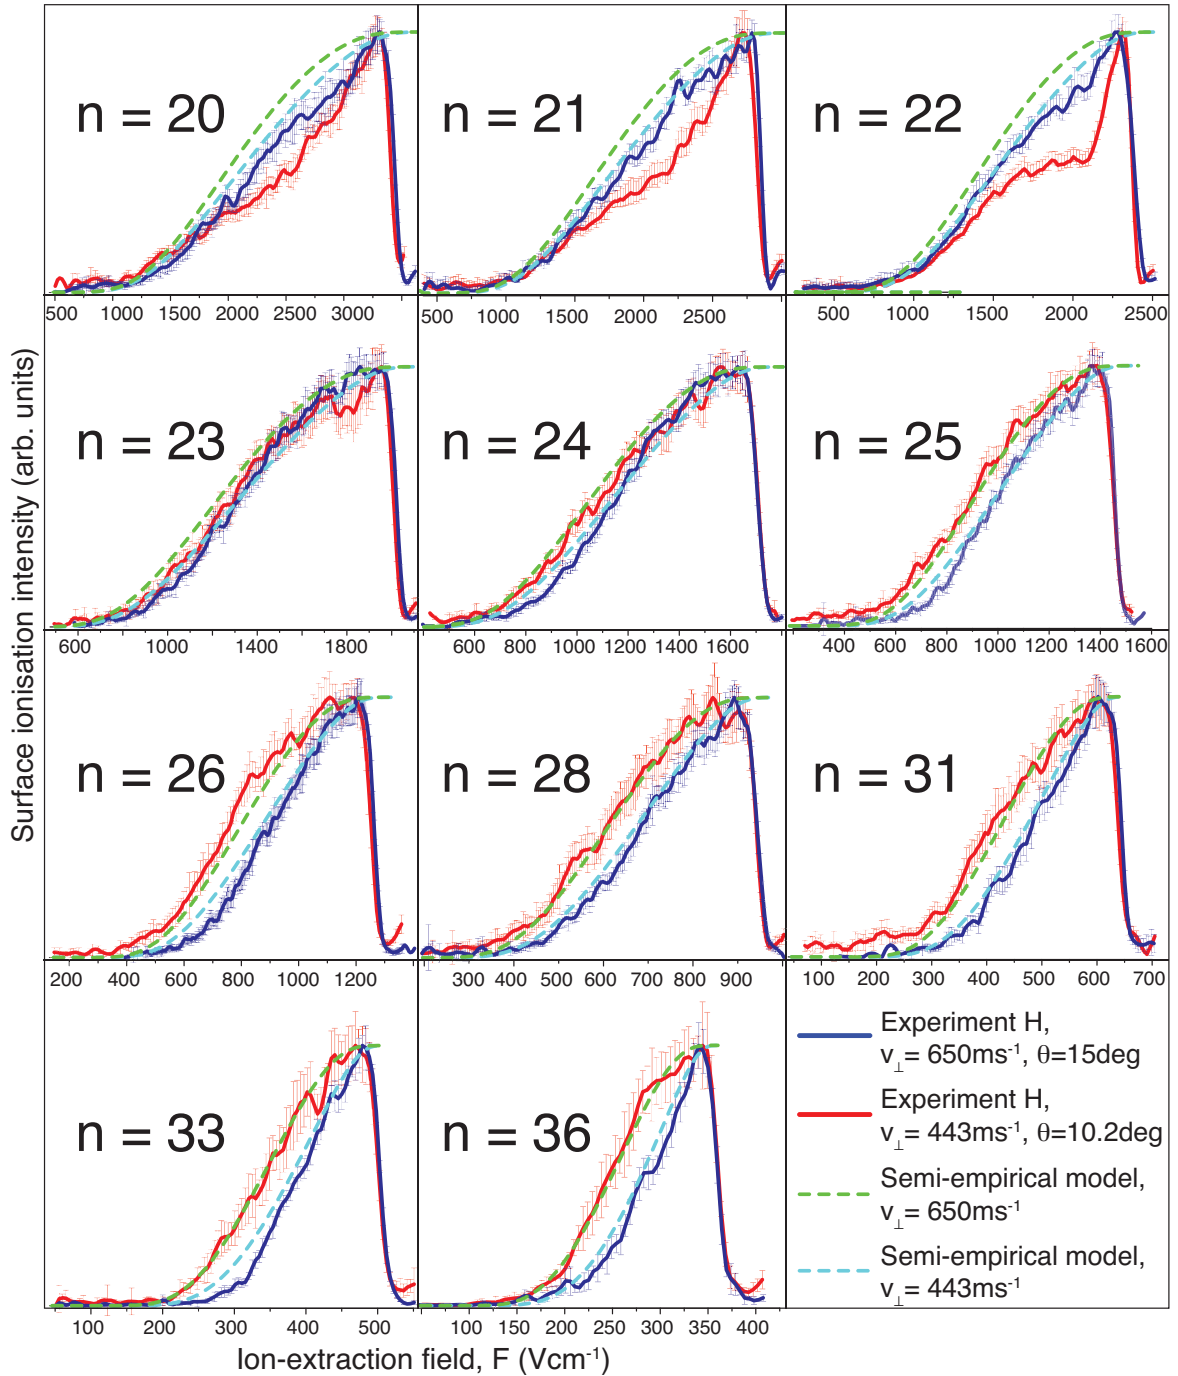 Surface ionisation intensity (arb. units)
n = 20
n = 21
n = 22
500 1000 1500 2000 2500 3000
500 1000 1500 2000 2500
500 1000 1500 2000 2500
n = 23
n = 24
n = 25
600 1000 1400 1800
600 800 1000 1200 1400 1600
400 600 800 1000 1200 1400 1600
n = 26
n = 28
n = 31
200 400 600 800 1000 1200
300 400 500 600 700 800 900
100 200 300 400 500 600 700
n = 33
n = 36
100 200 300 400 500
100 150 200 250 300 350 400
Experiment H,
v⊥= 650ms⁻¹, θ=15deg
Experiment H,
v⊥= 443ms⁻¹, θ=10.2deg
Semi-empirical model,
v⊥= 650ms⁻¹
Semi-empirical model,
v⊥= 443ms⁻¹
Ion-extraction field, F (Vcm⁻¹)